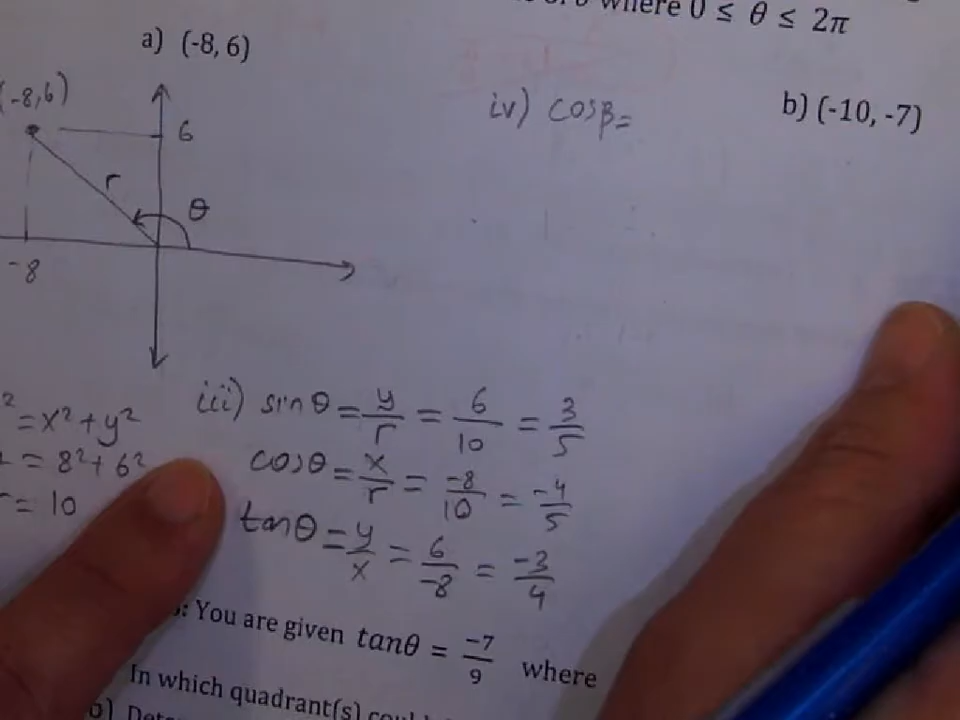 where 0 ≤ θ ≤ 2π
a) (-8, 6)
(-8,6)
6
r
θ
-8
iv) cosβ=
b) (-10, -7)
² = x² + y²
= 8² + 6²
= 10
iii) sinθ = y/r = 6/10 = 3/5
cosθ = x/r = -8/10 = -4/5
tanθ = y/x = 6/-8 = -3/4
: You are given tanθ = -7/9 where
In which quadrant(s)
b)